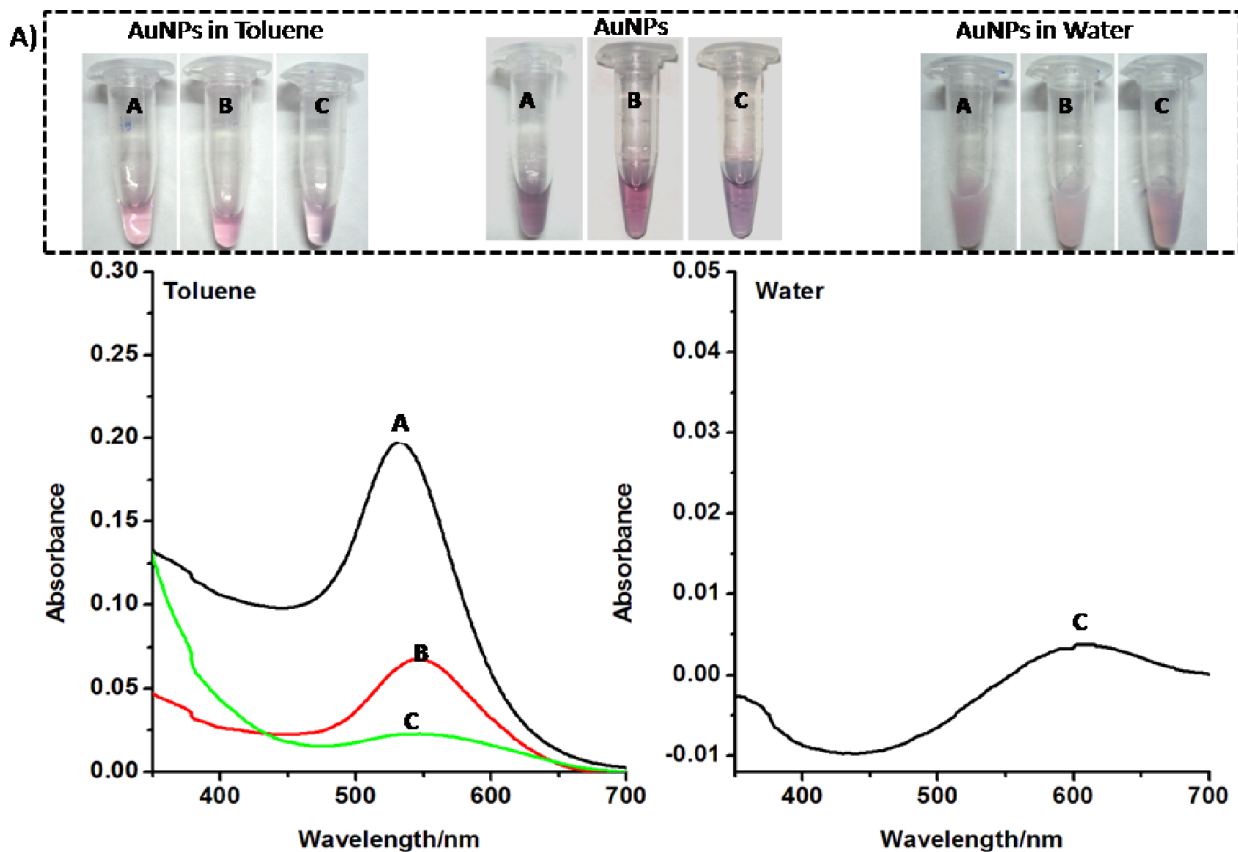 A)
AuNPs in Toluene
AuNPs
AuNPs in Water
A B C
A B C
A B C
Toluene
0.30
0.25
0.20
0.15
0.10
0.05
0.00
Absorbance
A
B
C
400 500 600 700
Wavelength/nm
Water
0.05
0.04
0.03
0.02
0.01
0.00
-0.01
Absorbance
C
400 500 600 700
Wavelength/nm